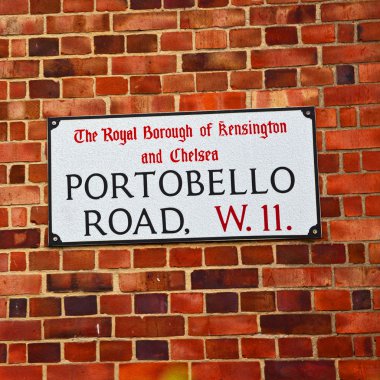 The Royal Borough of Kensington
and Chelsea
PORTOBELLO
ROAD, W.11.